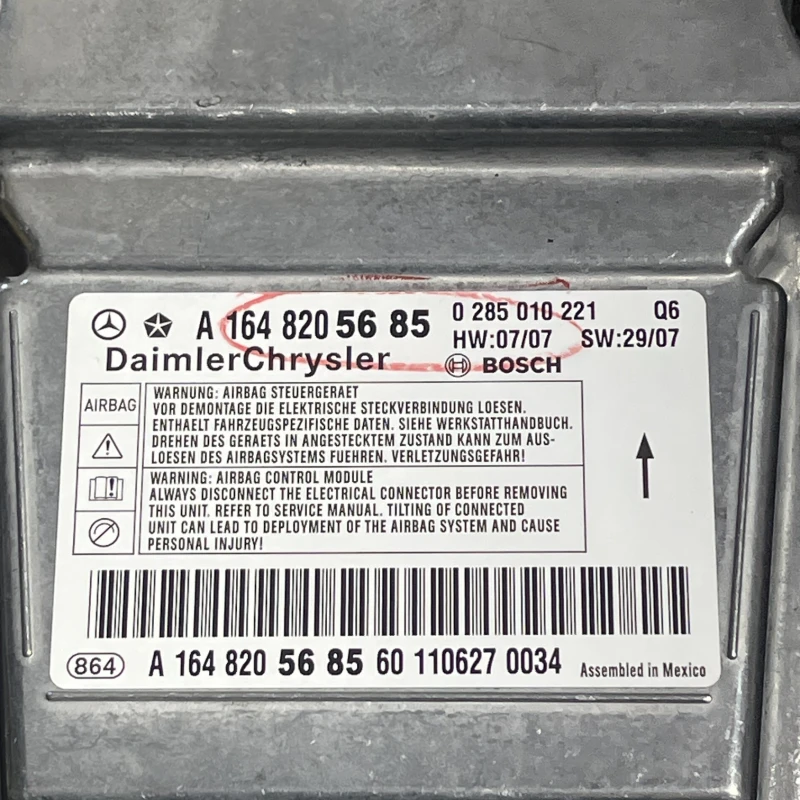 A 164 820 56 85 0 285 010 221 Q6
HW:07/07 SW:29/07
DaimlerChrysler BOSCH
AIRBAG
WARNUNG: AIRBAG STEUERGERAET
VOR DEMONTAGE DIE ELEKTRISCHE STECKVERBINDUNG LOESEN.
ENTHAELT FAHRZEUGSPEZIFISCHE DATEN. SIEHE WERKSTATTHANDBUCH.
DREHEN DES GERAETS IN ANGESTECKTEM ZUSTAND KANN ZUM AUS-
LOESEN DES AIRBAGSYSTEMS FUEHREN. VERLETZUNGSGEFAHR!
WARNING: AIRBAG CONTROL MODULE
ALWAYS DISCONNECT THE ELECTRICAL CONNECTOR BEFORE REMOVING
THIS UNIT. REFER TO SERVICE MANUAL. TILTING OF CONNECTED
UNIT CAN LEAD TO DEPLOYMENT OF THE AIRBAG SYSTEM AND CAUSE
PERSONAL INJURY!
864 A 164 820 56 85 60 110627 0034 Assembled in Mexico